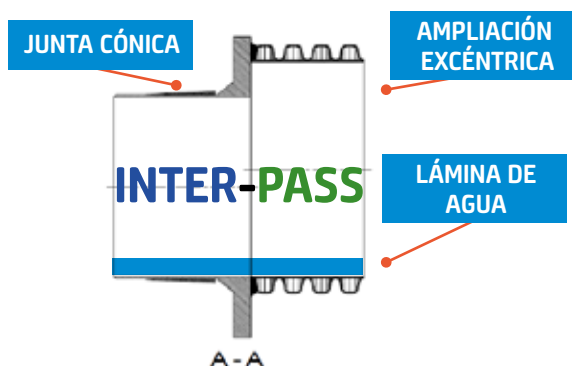 JUNTA CÓNICA
AMPLIACIÓN
EXCÉNTRICA
INTER-PASS
LÁMINA DE
AGUA
A-A